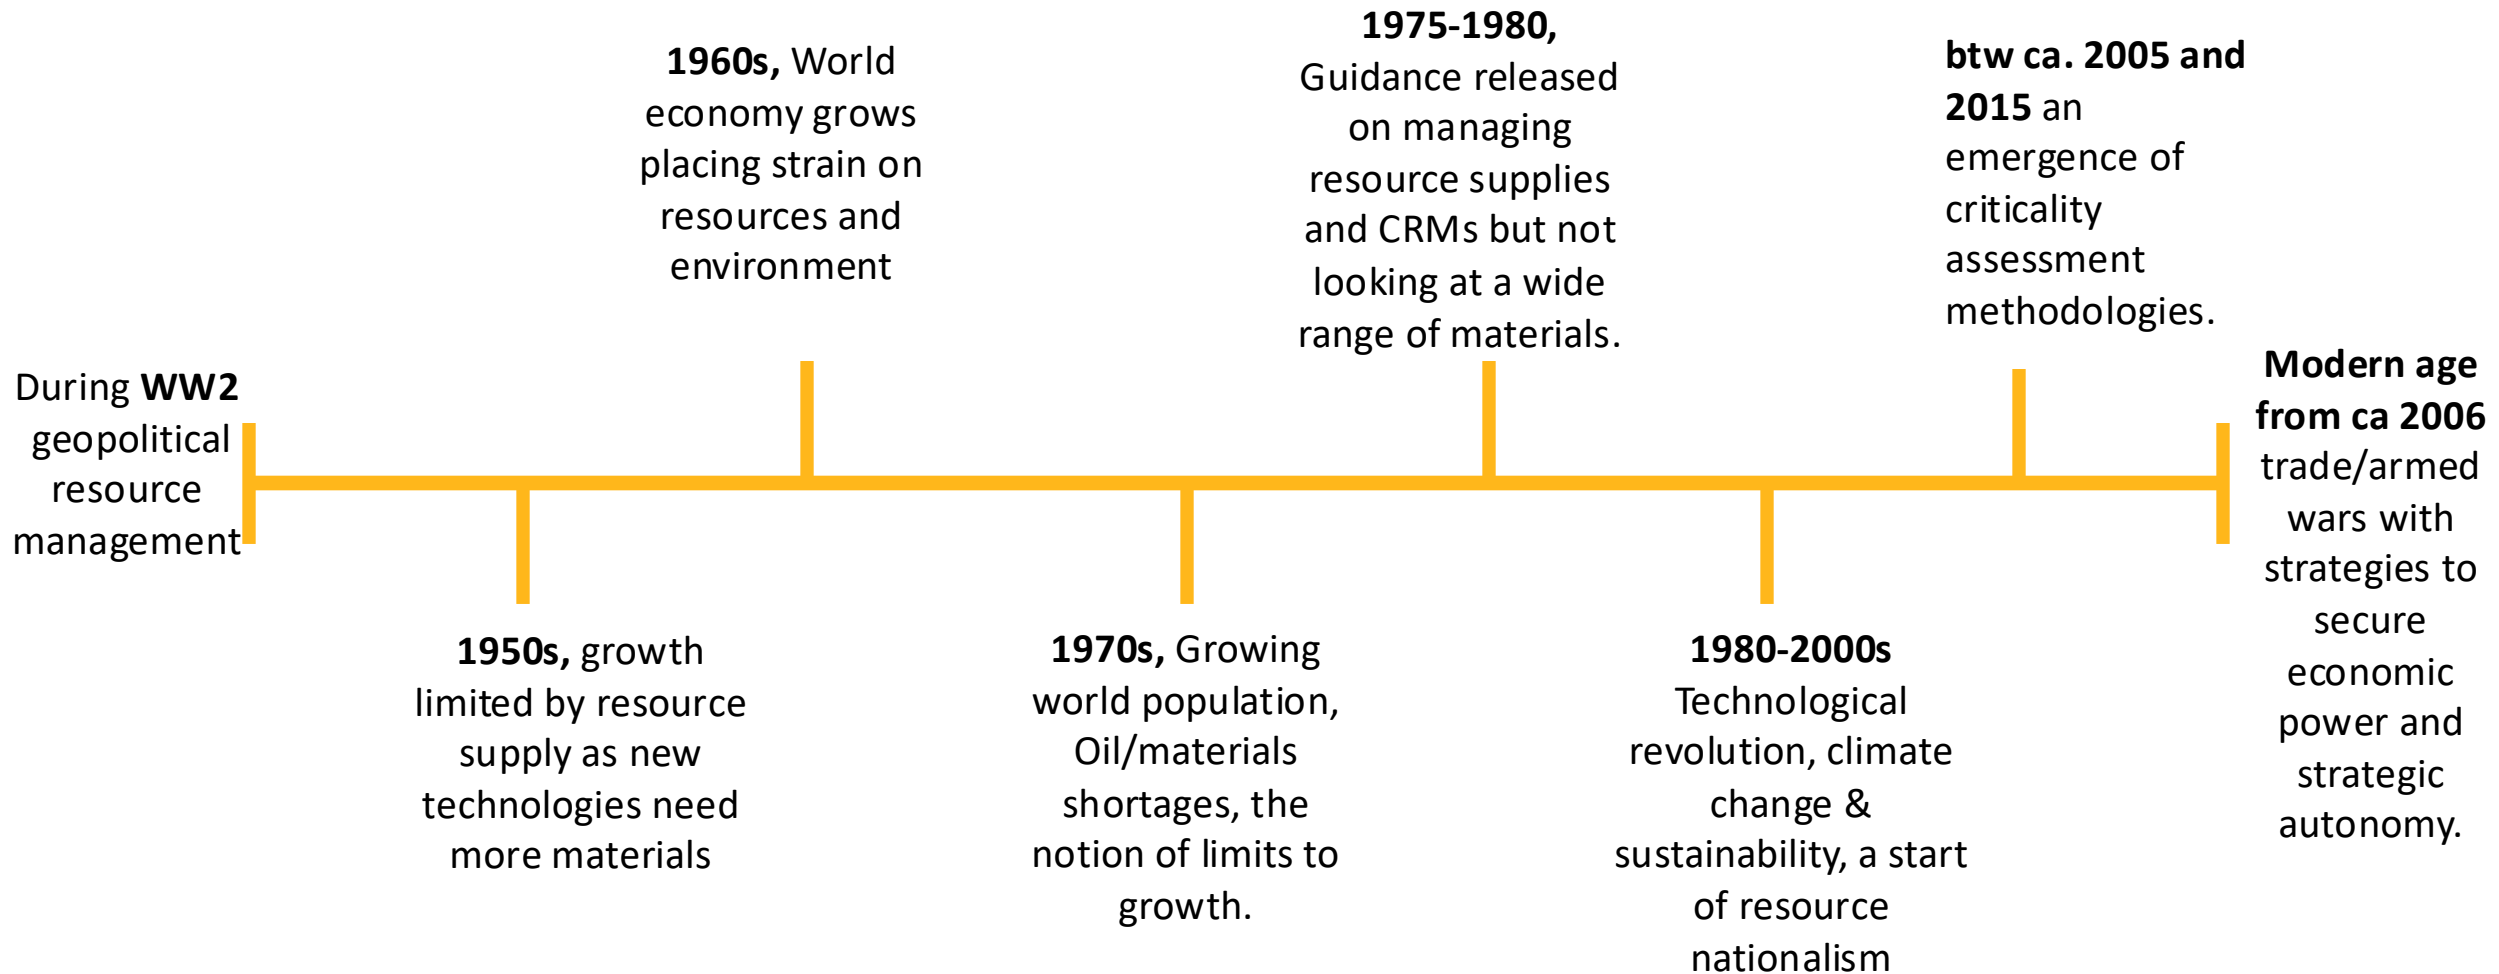 During WW2
geopolitical
resource
management
1950s, growth
limited by resource
supply as new
technologies need
more materials
1960s, World
economy grows
placing strain on
resources and
environment
1970s, Growing
world population,
Oil/materials
shortages, the
notion of limits to
growth.
1975-1980,
Guidance released
on managing
resource supplies
and CRMs but not
looking at a wide
range of materials.
1980-2000s
Technological
revolution, climate
change &
sustainability, a start
of resource
nationalism
btw ca. 2005 and
2015 an
emergence of
criticality
assessment
methodologies.
Modern age
from ca 2006
trade/armed
wars with
strategies to
secure
economic
power and
strategic
autonomy.